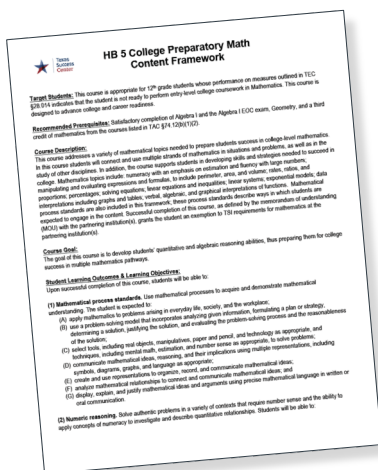 Texas
Success
Center
HB 5 College Preparatory Math
Content Framework
Target Students: This course is appropriate for 12th grade students whose performance on measures outlined in TEC
§28.014 indicates that the student is not ready to perform entry-level college coursework in Mathematics. This course is
designed to advance college and career readiness.
Recommended Prerequisites: Satisfactory completion of Algebra I and the Algebra I EOC exam, Geometry, and a third
credit of mathematics from the courses listed in TAC §74.12(b)(1)(2).
Course Description:
This course addresses a variety of mathematical topics needed to prepare students success in college-level mathematics.
In this course students will connect and use multiple strands of mathematics in situations and problems, as well as in the
study of other disciplines. In addition, the course supports students in developing skills and strategies needed to succeed in
college. Mathematics topics include: numeracy with an emphasis on estimation and fluency with large numbers;
manipulating and evaluating expressions and formulas, to include perimeter, area, and volume; rates, ratios, and
proportions; percentages; solving equations; linear equations and inequalities; linear systems; exponential models; data
interpretations including graphs and tables, verbal, algebraic, and graphical interpretations of functions. Mathematical
process standards are also included in this framework; these process standards describe ways in which students are
expected to engage in the content. Successful completion of this course, as defined by the memorandum of understanding
(MOU) with the partnering institution(s), grants the student an exemption to TSI requirements for mathematics at the
partnering institution(s).
Course Goal:
The goal of this course is to develop students' quantitative and algebraic reasoning abilities, thus preparing them for college
success in multiple mathematics pathways.
Student Learning Outcomes & Learning Objectives:
Upon successful completion of this course, students will be able to:
(1) Mathematical process standards. Use mathematical processes to acquire and demonstrate mathematical
understanding. The student is expected to:
(A) apply mathematics to problems arising in everyday life, society, and the workplace;
(B) use a problem-solving model that incorporates analyzing given information, formulating a plan or strategy,
determining a solution, justifying the solution, and evaluating the problem-solving process and the reasonableness
of the solution;
(C) select tools, including real objects, manipulatives, paper and pencil, and technology as appropriate, and
techniques, including mental math, estimation, and number sense as appropriate, to solve problems;
(D) communicate mathematical ideas, reasoning, and their implications using multiple representations, including
symbols, diagrams, graphs, and language as appropriate;
(E) create and use representations to organize, record, and communicate mathematical ideas;
(F) analyze mathematical relationships to connect and communicate mathematical ideas; and
(G) display, explain, and justify mathematical ideas and arguments using precise mathematical language in written or
oral communication.
(2) Numeric reasoning. Solve authentic problems in a variety of contexts that require number sense and the ability to
apply concepts of numeracy to investigate and describe quantitative relationships. Students will be able to: